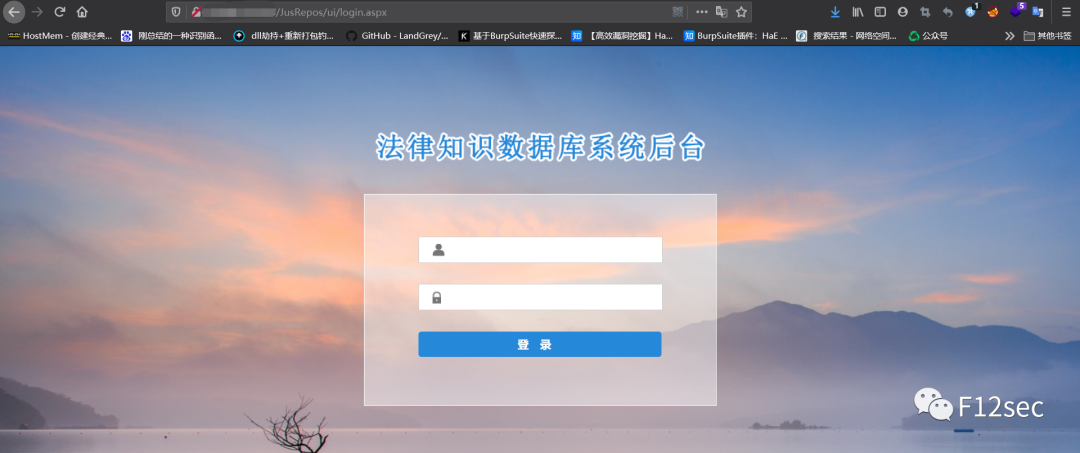 /JusRepos/ui/login.aspx
1
5
HostMem - 创建经典...
刚总结的一种识别函...
dll劫持+重新打包钓...
GitHub - LandGrey/...
基于BurpSuite快速探...
【高效漏洞挖掘】Ha...
BurpSuite插件：HaE ...
搜索结果 - 网络空间...
公众号
其他书签
法律知识数据库系统后台
登 录
F12sec